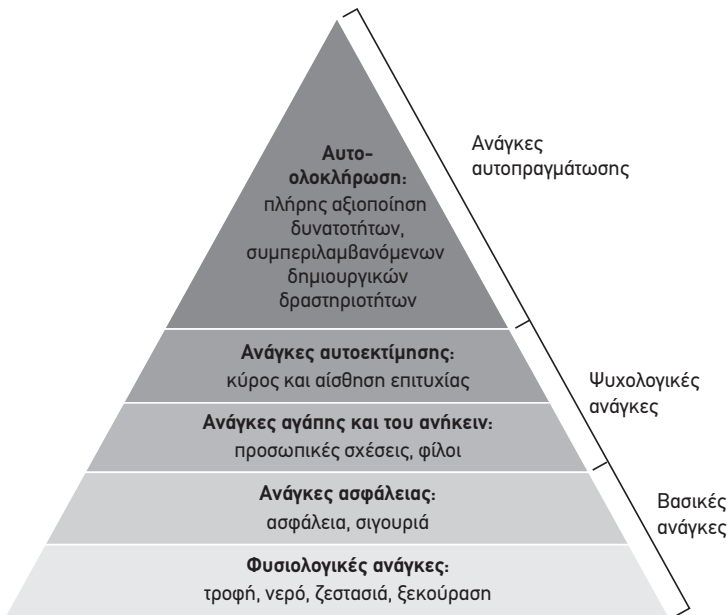 Αυτο-
ολοκλήρωση:
πλήρης αξιοποίηση
δυνατοτήτων,
συμπεριλαμβανόμενων
δημιουργικών
δραστηριοτήτων
Ανάγκες
αυτοπραγμάτωσης
Ανάγκες αυτοεκτίμησης:
κύρος και αίσθηση επιτυχίας
Ψυχολογικές
ανάγκες
Ανάγκες αγάπης και του ανήκειν:
προσωπικές σχέσεις, φίλοι
Ανάγκες ασφάλειας:
ασφάλεια, σιγουριά
Βασικές
ανάγκες
Φυσιολογικές ανάγκες:
τροφή, νερό, ζεστασιά, ξεκούραση